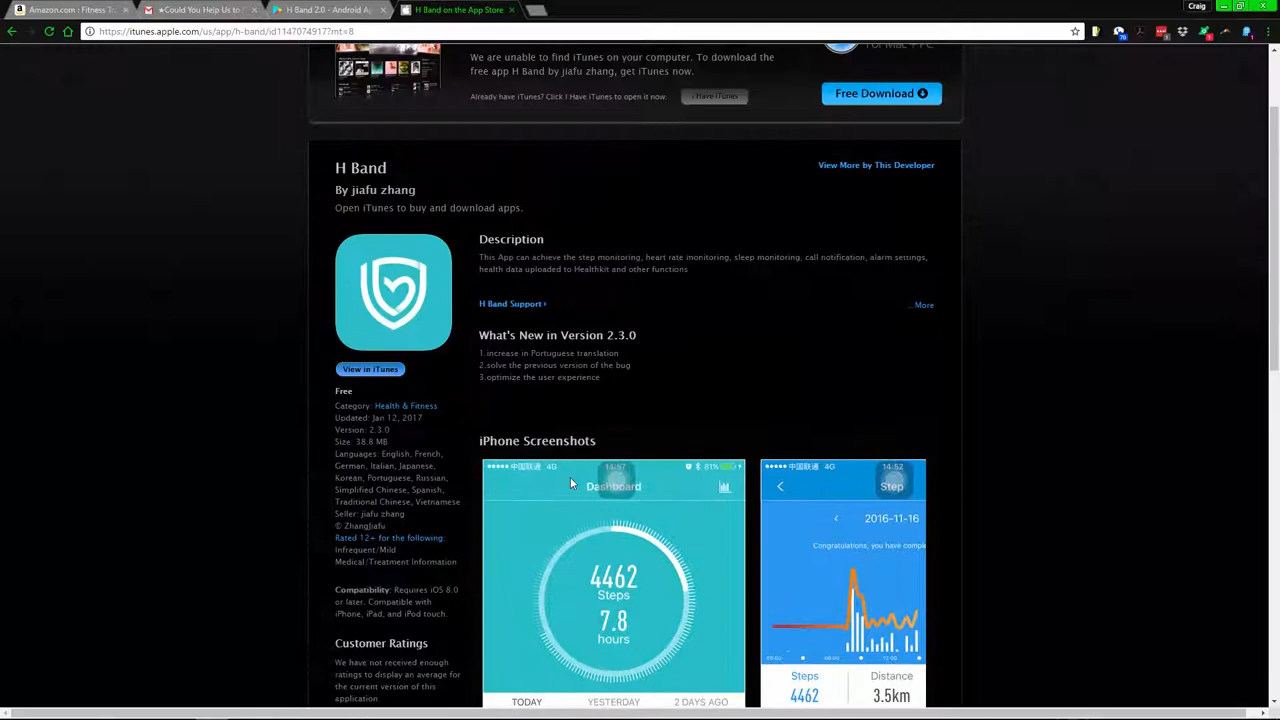 Amazon.com : Fitness T
★Could You Help Us to
H Band 2.0 - Android A
H Band on the App Store
Craig
https://itunes.apple.com/us/app/h-band/id1147074917?mt=8
We are unable to find iTunes on your computer. To download the
free app H Band by jiafu zhang, get iTunes now.
For Mac + PC
Already have iTunes? Click I Have iTunes to open it now.
I Have iTunes
Free Download
H Band
View More by This Developer
By jiafu zhang
Open iTunes to buy and download apps.
Description
This App can achieve the step monitoring, heart rate monitoring, sleep monitoring, call notification, alarm settings,
health data uploaded to Healthkit and other functions
H Band Support
...More
What's New in Version 2.3.0
1.increase in Portuguese translation
2.solve the previous version of the bug
3.optimize the user experience
View in iTunes
Free
Category: Health & Fitness
Updated: Jan 12, 2017
Version: 2.3.0
Size: 38.8 MB
Languages: English, French,
German, Italian, Japanese,
Korean, Portuguese, Russian,
Simplified Chinese, Spanish,
Traditional Chinese, Vietnamese
Seller: jiafu zhang
© ZhangJiafu
Rated 12+ for the following:
Infrequent/Mild
Medical/Treatment Information
Compatibility: Requires iOS 8.0
or later. Compatible with
iPhone, iPad, and iPod touch.
Customer Ratings
We have not received enough
ratings to display an average for
the current version of this
application
iPhone Screenshots
中国联通 4G 14:57 81%
Dashboard
4462
Steps
7.8
hours
TODAY YESTERDAY 2 DAYS AGO
中国联通 4G 14:52
Step
2016-11-16
Congratulations, you have comple
Steps Distance
4462 3.5km